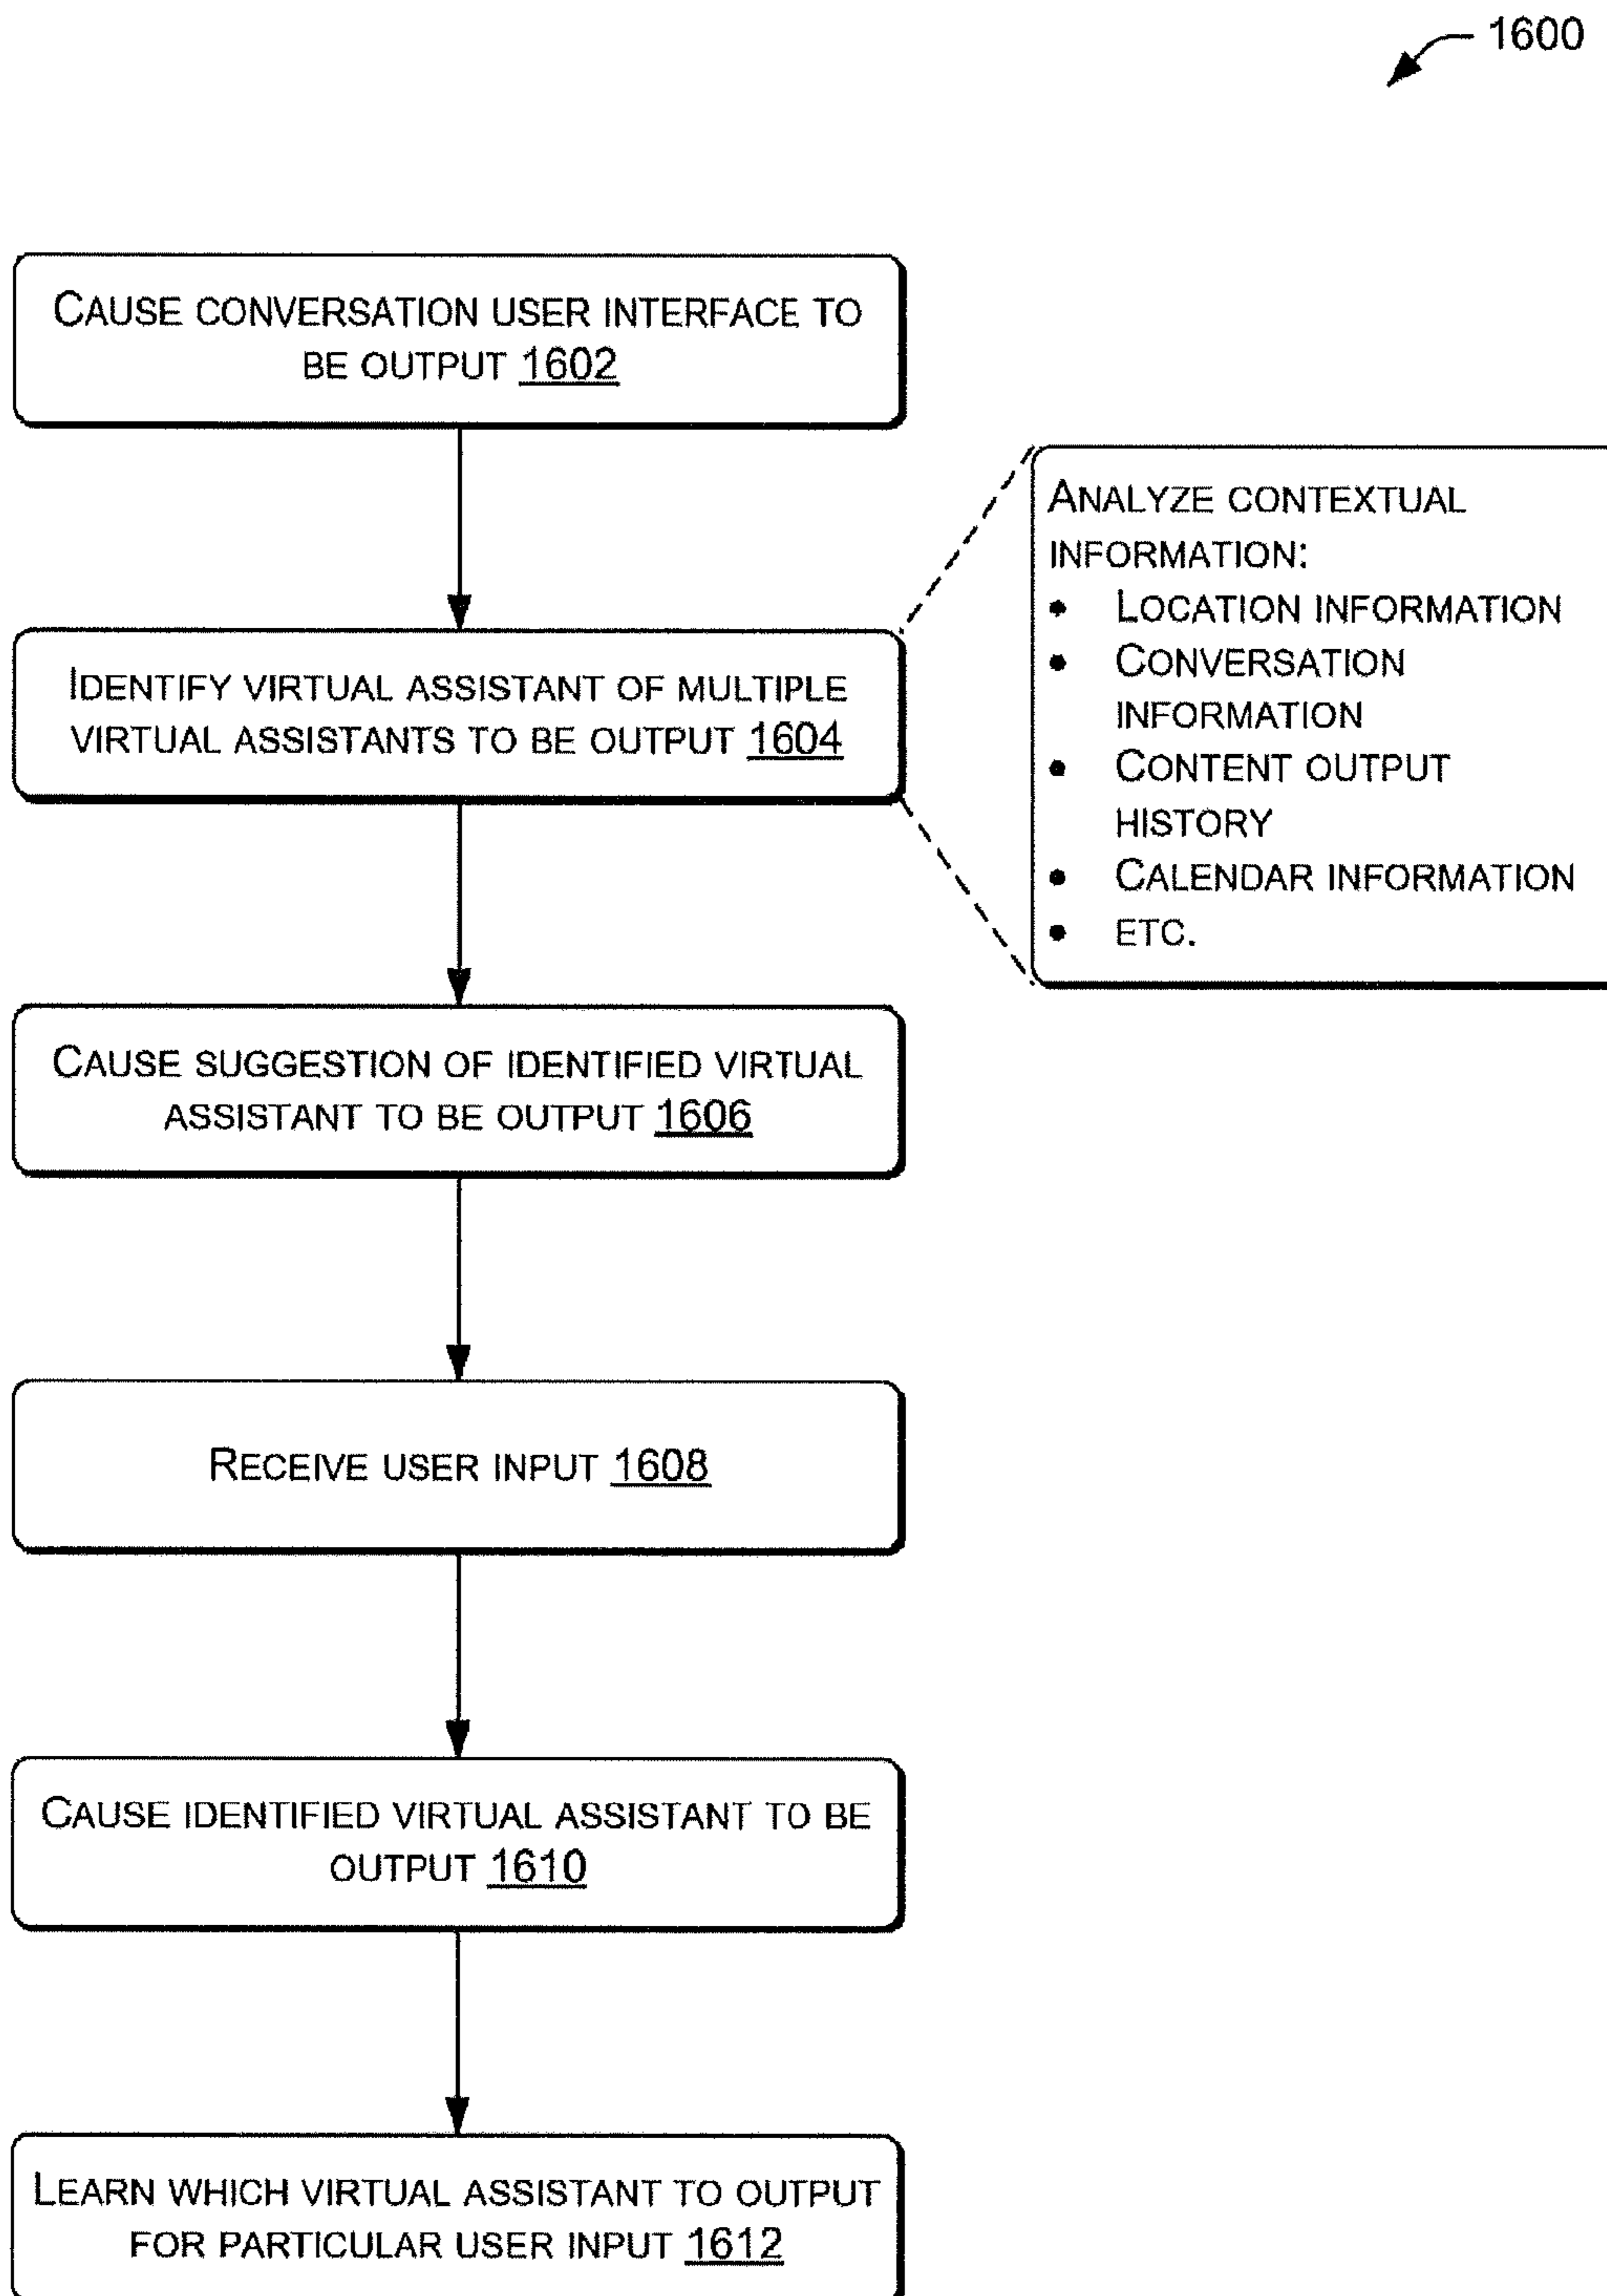 1600
CAUSE CONVERSATION USER INTERFACE TO
BE OUTPUT 1602
IDENTIFY VIRTUAL ASSISTANT OF MULTIPLE
VIRTUAL ASSISTANTS TO BE OUTPUT 1604
ANALYZE CONTEXTUAL
INFORMATION:
• LOCATION INFORMATION
• CONVERSATION
INFORMATION
• CONTENT OUTPUT
HISTORY
• CALENDAR INFORMATION
• ETC.
CAUSE SUGGESTION OF IDENTIFIED VIRTUAL
ASSISTANT TO BE OUTPUT 1606
RECEIVE USER INPUT 1608
CAUSE IDENTIFIED VIRTUAL ASSISTANT TO BE
OUTPUT 1610
LEARN WHICH VIRTUAL ASSISTANT TO OUTPUT
FOR PARTICULAR USER INPUT 1612